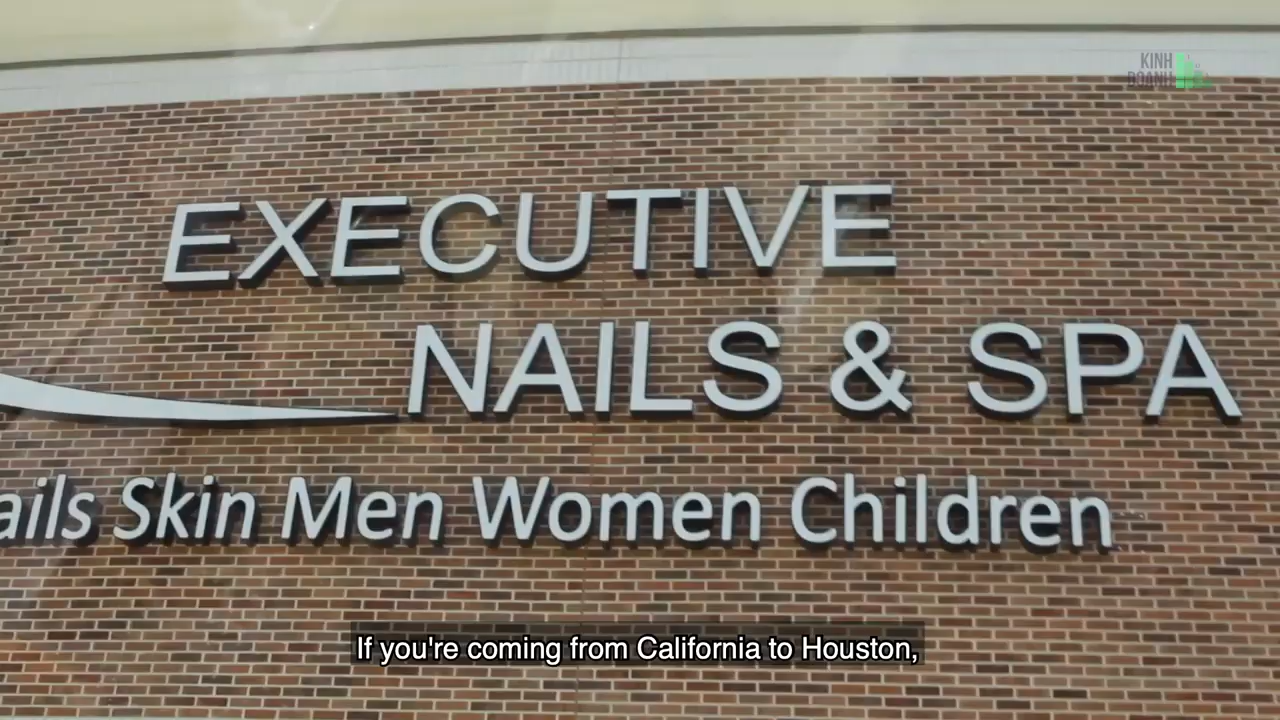 KINH
DOANH
EXECUTIVE
NAILS & SPA
ails Skin Men Women Children
If you're coming from California to Houston,